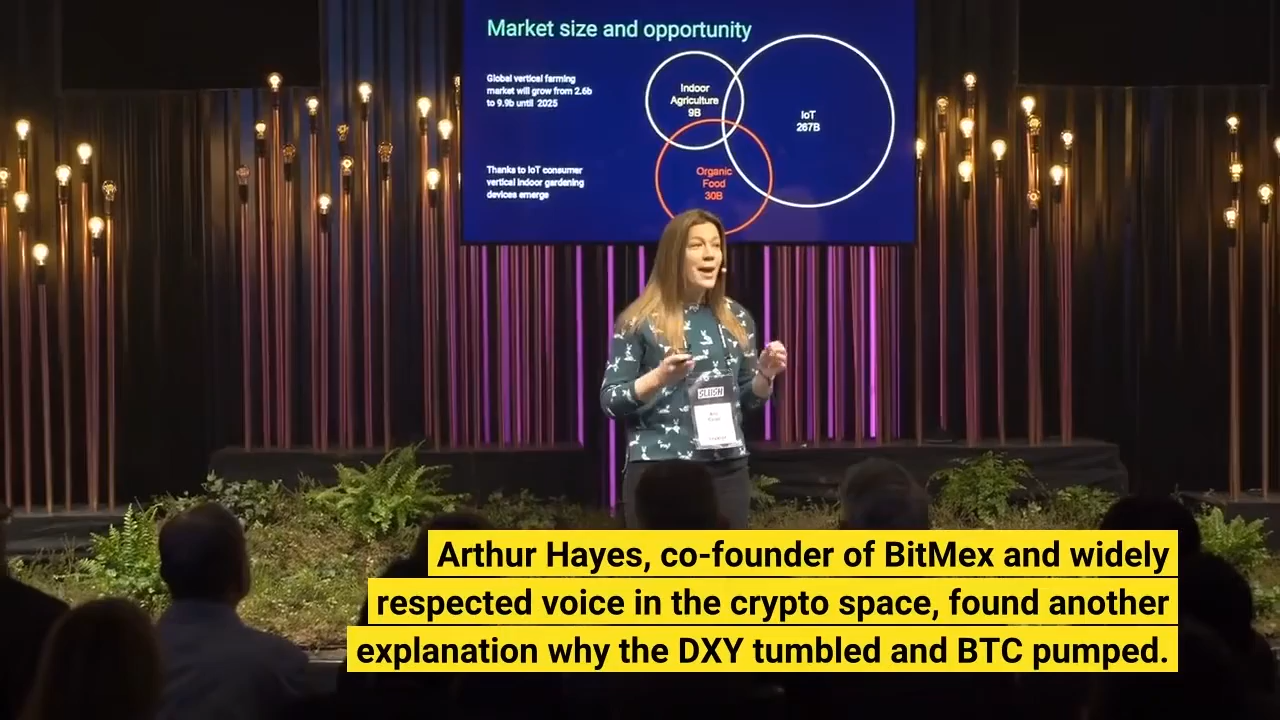 Market size and opportunity
Global vertical farming
market will grow from 2.6b
to 9.9b until 2025
Thanks to IoT consumer
vertical indoor gardening
devices emerge
Indoor
Agriculture
9B
IoT
267B
Organic
Food
30B
SLUSH
Arthur Hayes, co-founder of BitMex and widely
respected voice in the crypto space, found another
explanation why the DXY tumbled and BTC pumped.